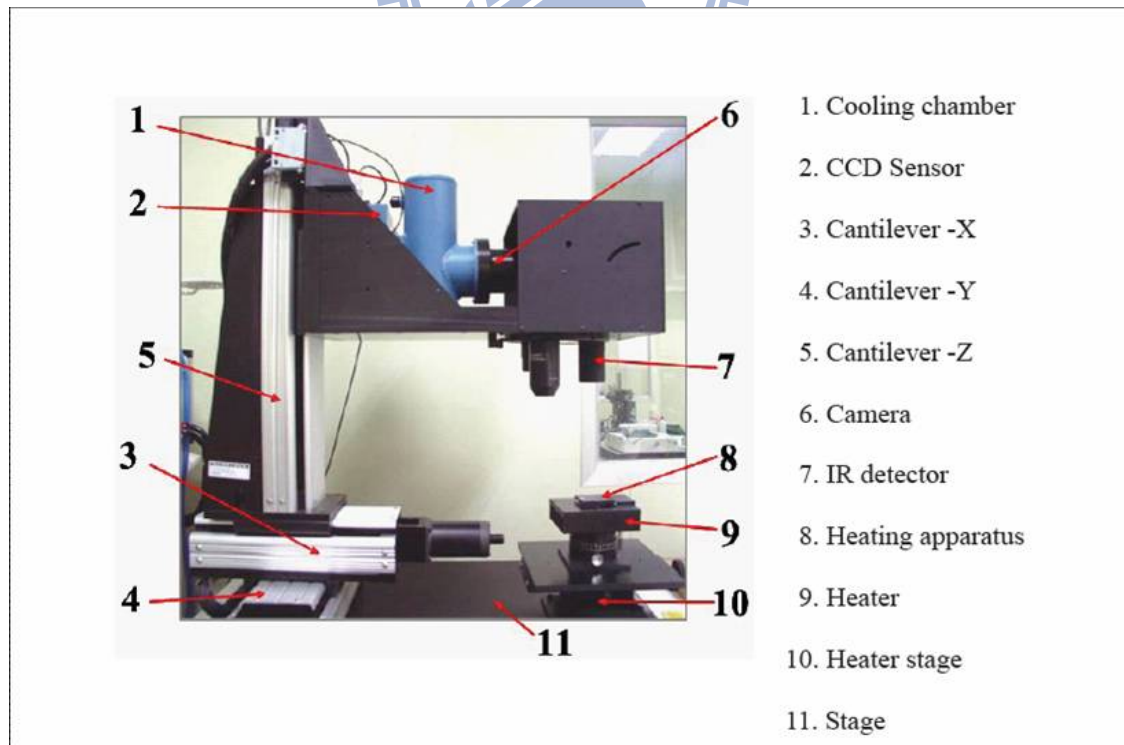 1
2
3
4
5
6
7
8
9
10
11
1. Cooling chamber
2. CCD Sensor
3. Cantilever -X
4. Cantilever -Y
5. Cantilever -Z
6. Camera
7. IR detector
8. Heating apparatus
9. Heater
10. Heater stage
11. Stage